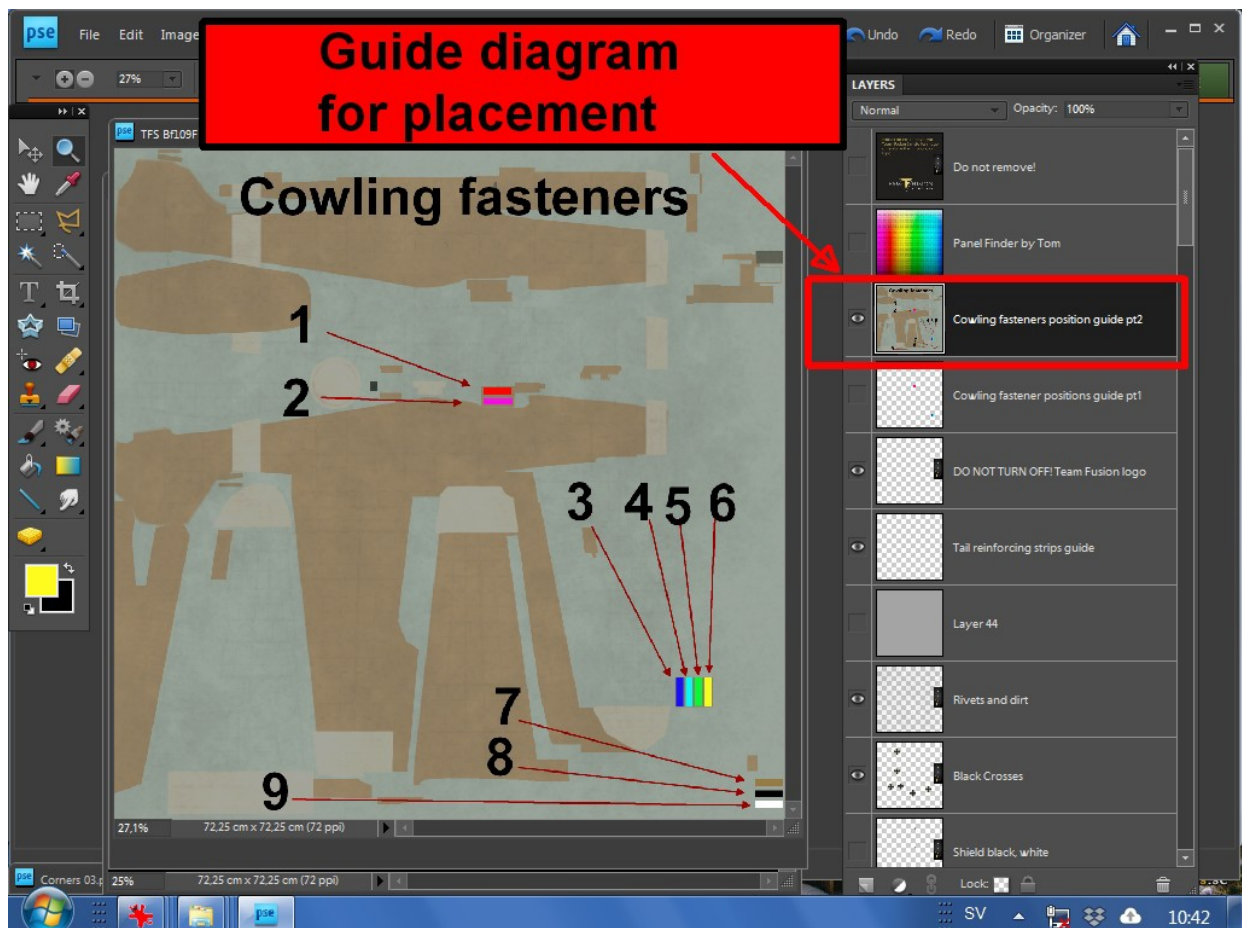 pse
File
Edit
Image
Undo
Redo
Organizer
27%
Guide diagram
for placement
LAYERS
Normal
Opacity:
100%
TFS Bf109F
Cowling fasteners
1
2
3
4
5
6
7
8
9
Do not remove!
Panel Finder by Tom
Cowling fasteners position guide pt2
Cowling fastener positions guide pt1
DO NOT TURN OFF! Team Fusion logo
Tail reinforcing strips guide
Layer 44
Rivets and dirt
Black Crosses
Shield black, white
27,1%
72,25 cm x 72,25 cm (72 ppi)
Corners 03.p
25%
72,25 cm x 72,25 cm (72 ppi)
Lock:
pse
SV
10:42